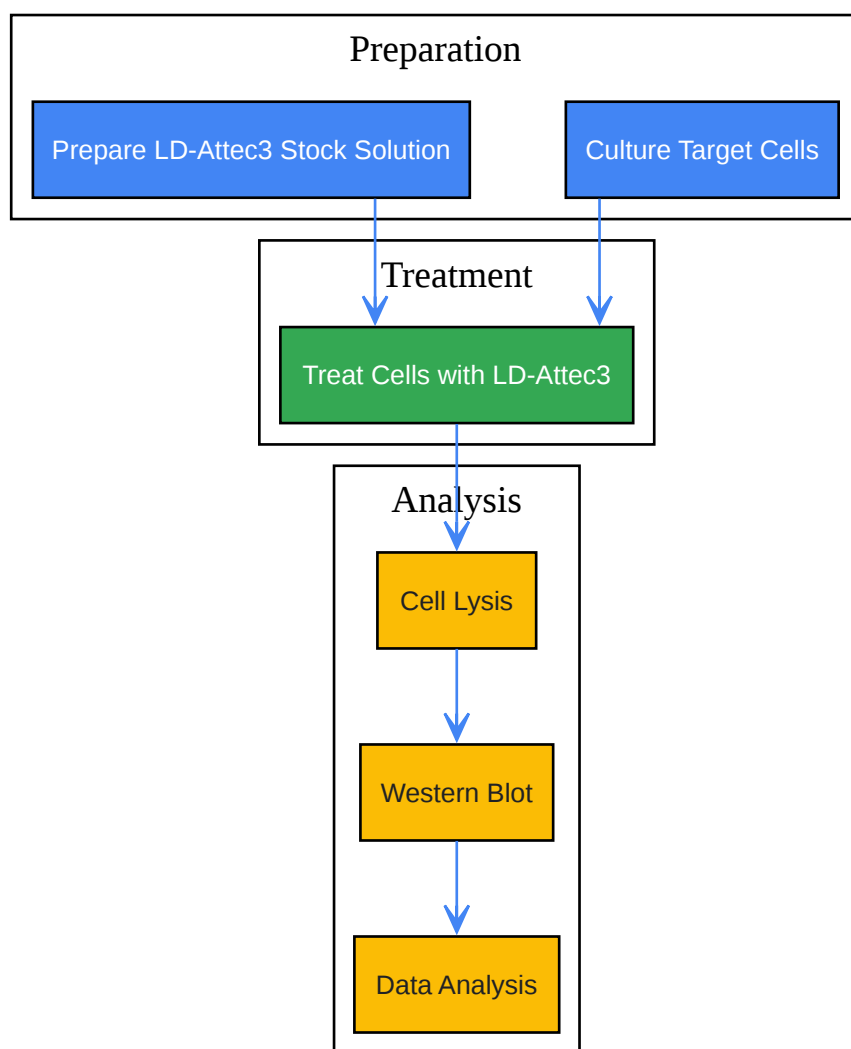 Preparation
Prepare LD-Attec3 Stock Solution
Culture Target Cells
Treatment
Treat Cells with LD-Attec3
Analysis
Cell Lysis
Western Blot
Data Analysis